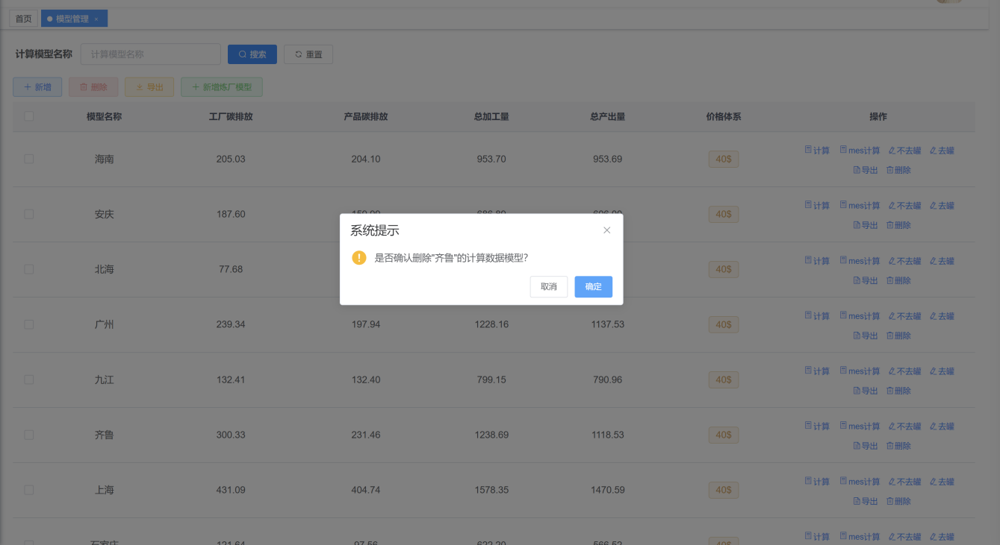 首页 模型管理 ×
计算模型名称 计算模型名称 搜索 重置
新增 删除 导出 新增炼厂模型
模型名称 工厂碳排放 产品碳排放 总加工量 总产出量 价格体系 操作
海南 205.03 204.10 953.70 953.69 40$ 计算 mes计算 不去罐 去罐
导出 删除
安庆 187.60 40$ 计算 mes计算 不去罐 去罐
导出 删除
系统提示
是否确认删除"齐鲁"的计算数据模型?
取消 确定
北海 77.68 40$ 计算 mes计算 不去罐 去罐
导出 删除
广州 239.34 197.94 1228.16 1137.53 40$ 计算 mes计算 不去罐 去罐
导出 删除
九江 132.41 132.40 799.15 790.96 40$ 计算 mes计算 不去罐 去罐
导出 删除
齐鲁 300.33 231.46 1238.69 1118.53 40$ 计算 mes计算 不去罐 去罐
导出 删除
上海 431.09 404.74 1578.35 1470.59 40$ 计算 mes计算 不去罐 去罐
导出 删除
石家庄 121.64 97.56 622.20 566.52 40$ 计算 mes计算 不去罐 去罐